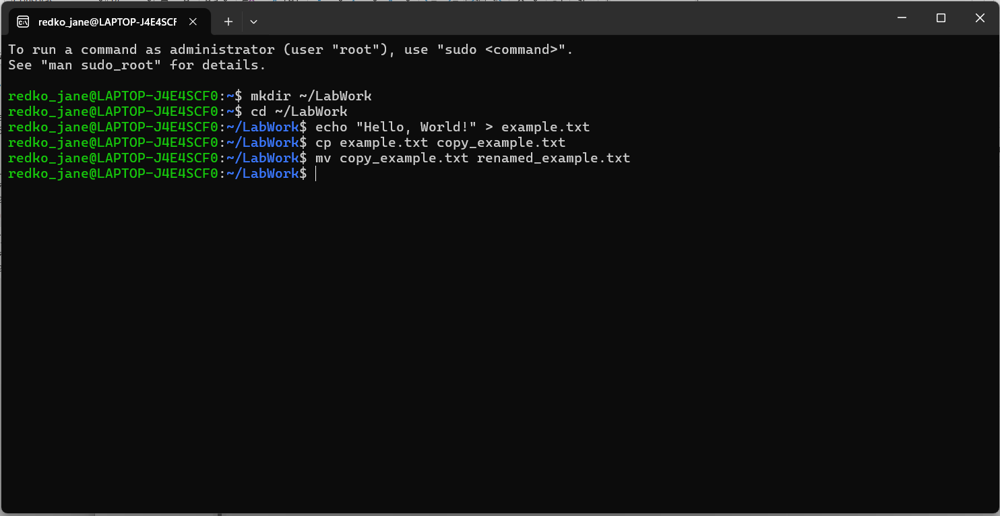 redko_jane@LAPTOP-J4E4SCF
To run a command as administrator (user "root"), use "sudo <command>".
See "man sudo_root" for details.
redko_jane@LAPTOP-J4E4SCF0:~$ mkdir ~/LabWork
redko_jane@LAPTOP-J4E4SCF0:~$ cd ~/LabWork
redko_jane@LAPTOP-J4E4SCF0:~/LabWork$ echo "Hello, World!" > example.txt
redko_jane@LAPTOP-J4E4SCF0:~/LabWork$ cp example.txt copy_example.txt
redko_jane@LAPTOP-J4E4SCF0:~/LabWork$ mv copy_example.txt renamed_example.txt
redko_jane@LAPTOP-J4E4SCF0:~/LabWork$